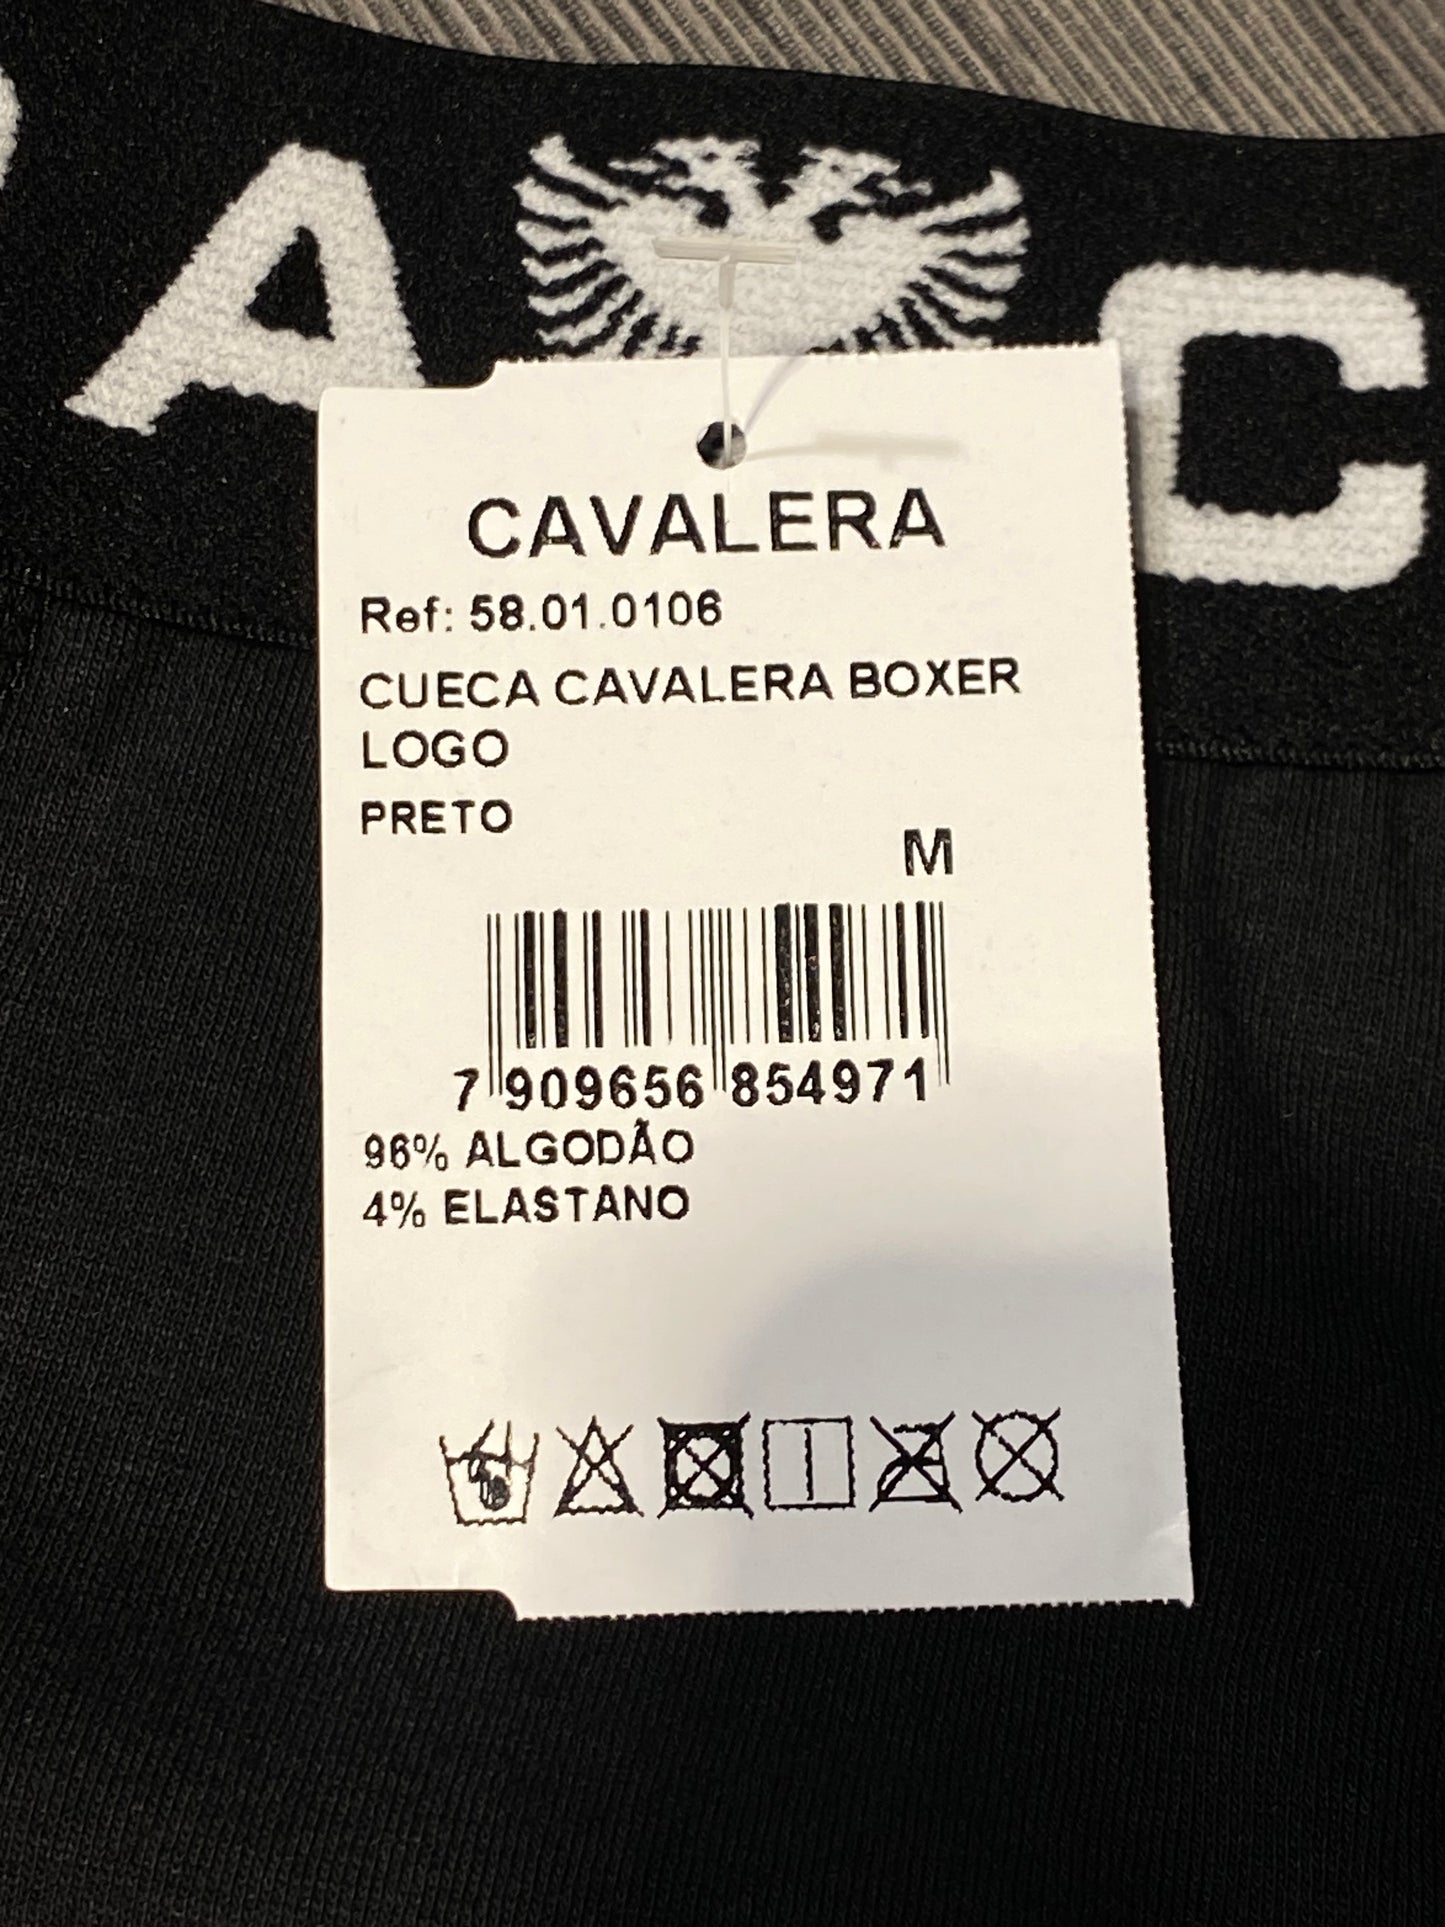 A C
CAVALERA
Ref: 58.01.0106
CUECA CAVALERA BOXER
LOGO
PRETO
M
7 909656 854971
96% ALGODÃO
4% ELASTANO